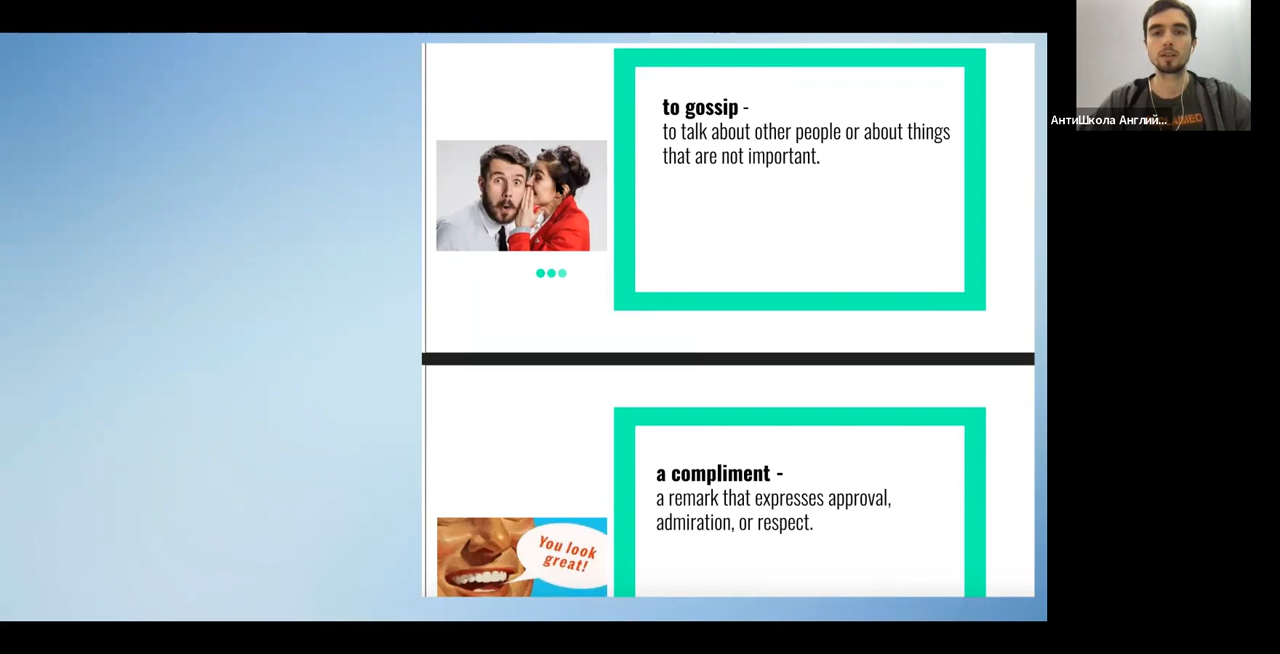 to gossip -
to talk about other people or about things
that are not important.
a compliment -
a remark that expresses approval,
admiration, or respect.
You look
great!
АнтиШкола Англий...